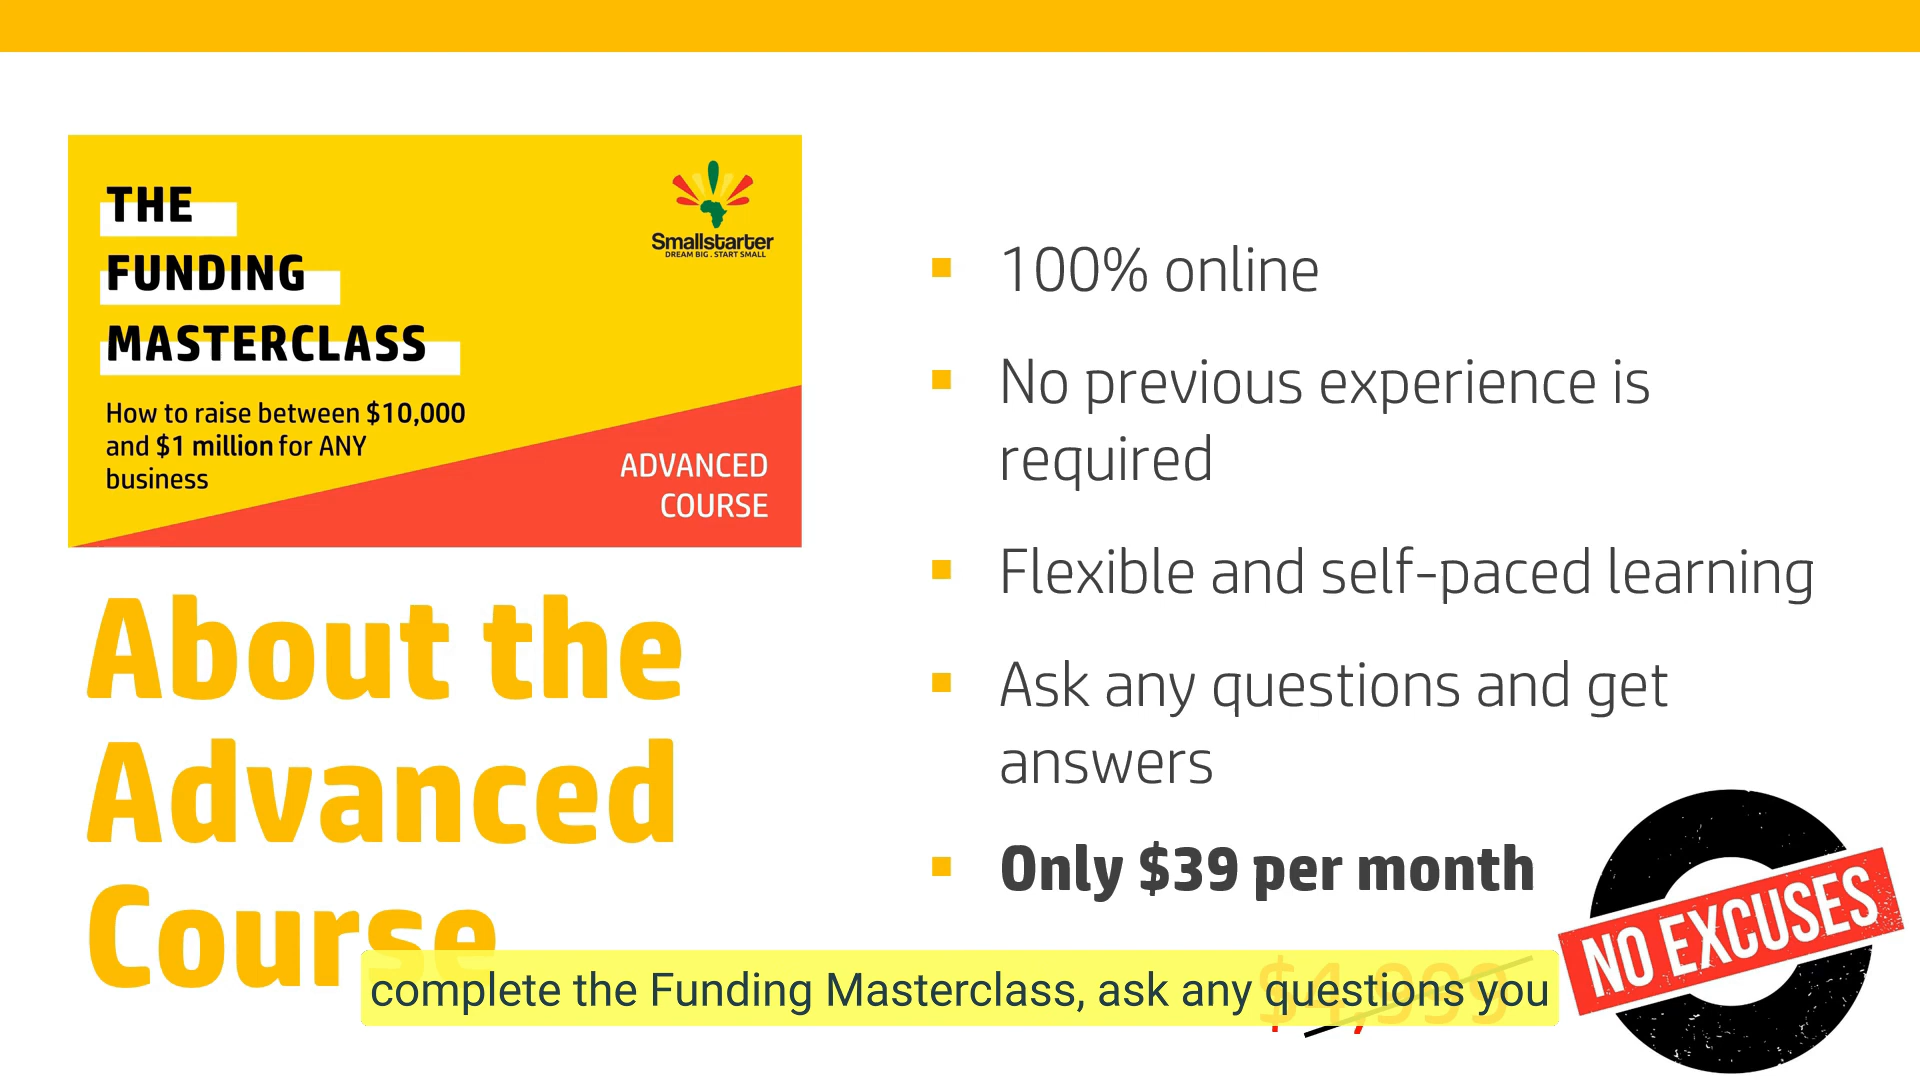 THE
FUNDING
MASTERCLASS
How to raise between $10,000
and $1 million for ANY
business
Smallstarter
DREAM BIG . START SMALL
ADVANCED
COURSE
About the
Advanced
Course
100% online
No previous experience is
required
Flexible and self-paced learning
Ask any questions and get
answers
Only $39 per month
NO EXCUSES
complete the Funding Masterclass, ask any questions you